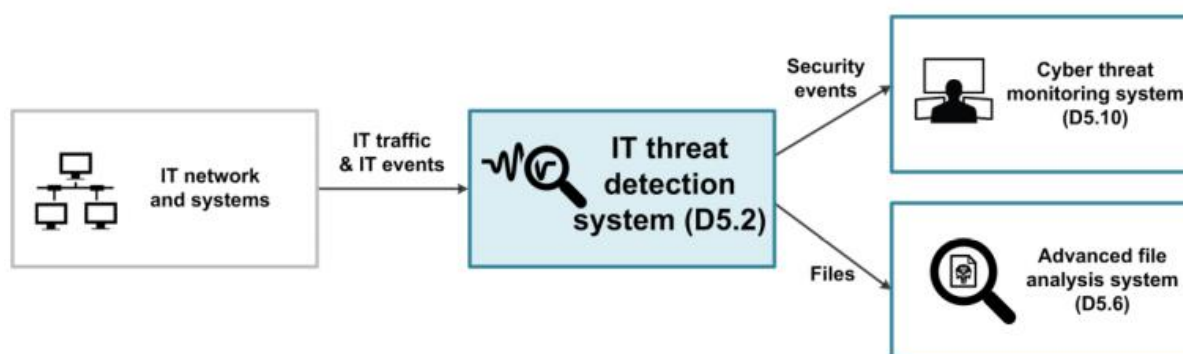 IT network
and systems
IT traffic
& IT events
IT threat
detection
system (D5.2)
Security
events
Cyber threat
monitoring system
(D5.10)
Files
Advanced file
analysis system
(D5.6)